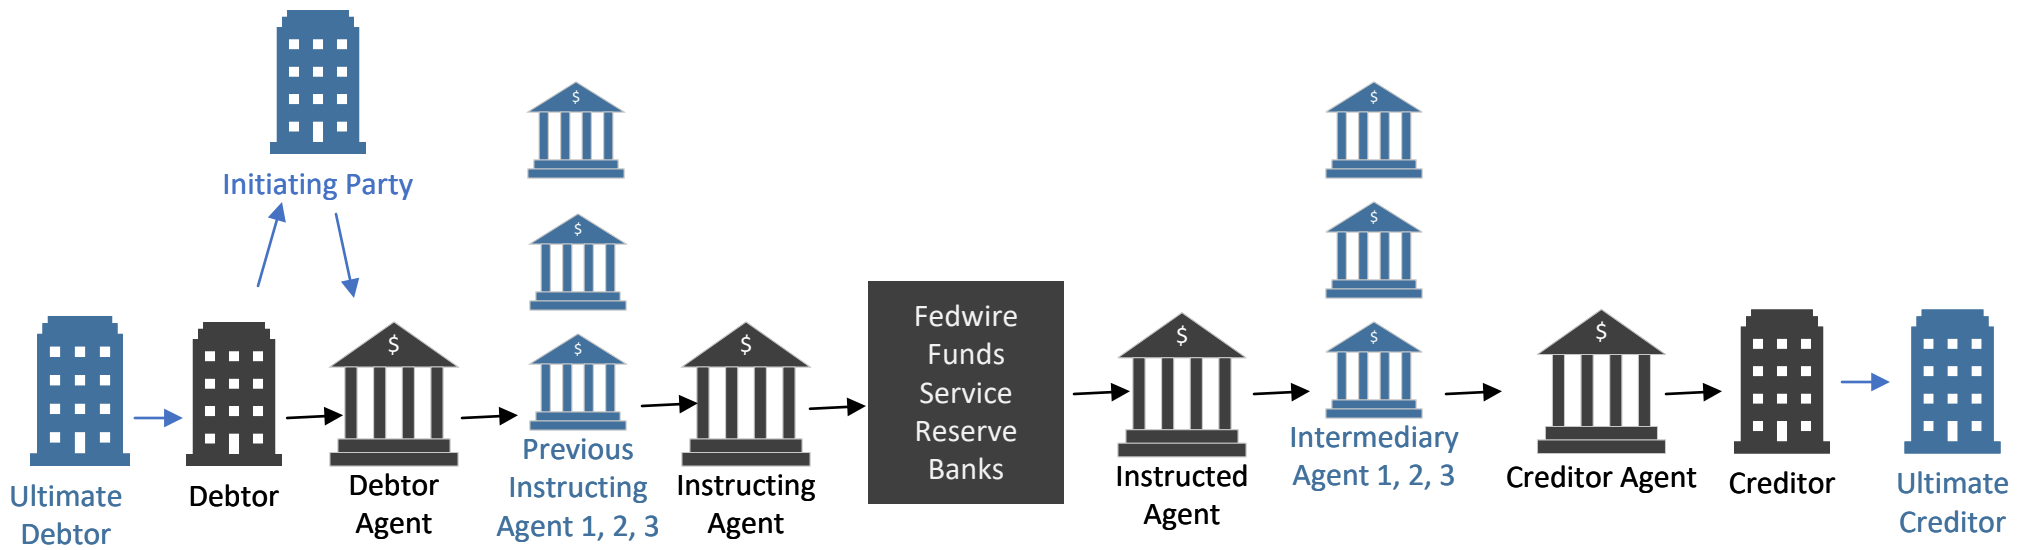 Initiating Party
$
$
$
$
$
$
$
$
$
$
Fedwire
Funds
Service
Reserve
Banks
Ultimate
Debtor
Debtor
Debtor
Agent
Previous
Instructing
Agent 1, 2, 3
Instructing
Agent
Instructed
Agent
Intermediary
Agent 1, 2, 3
Creditor Agent
Creditor
Ultimate
Creditor